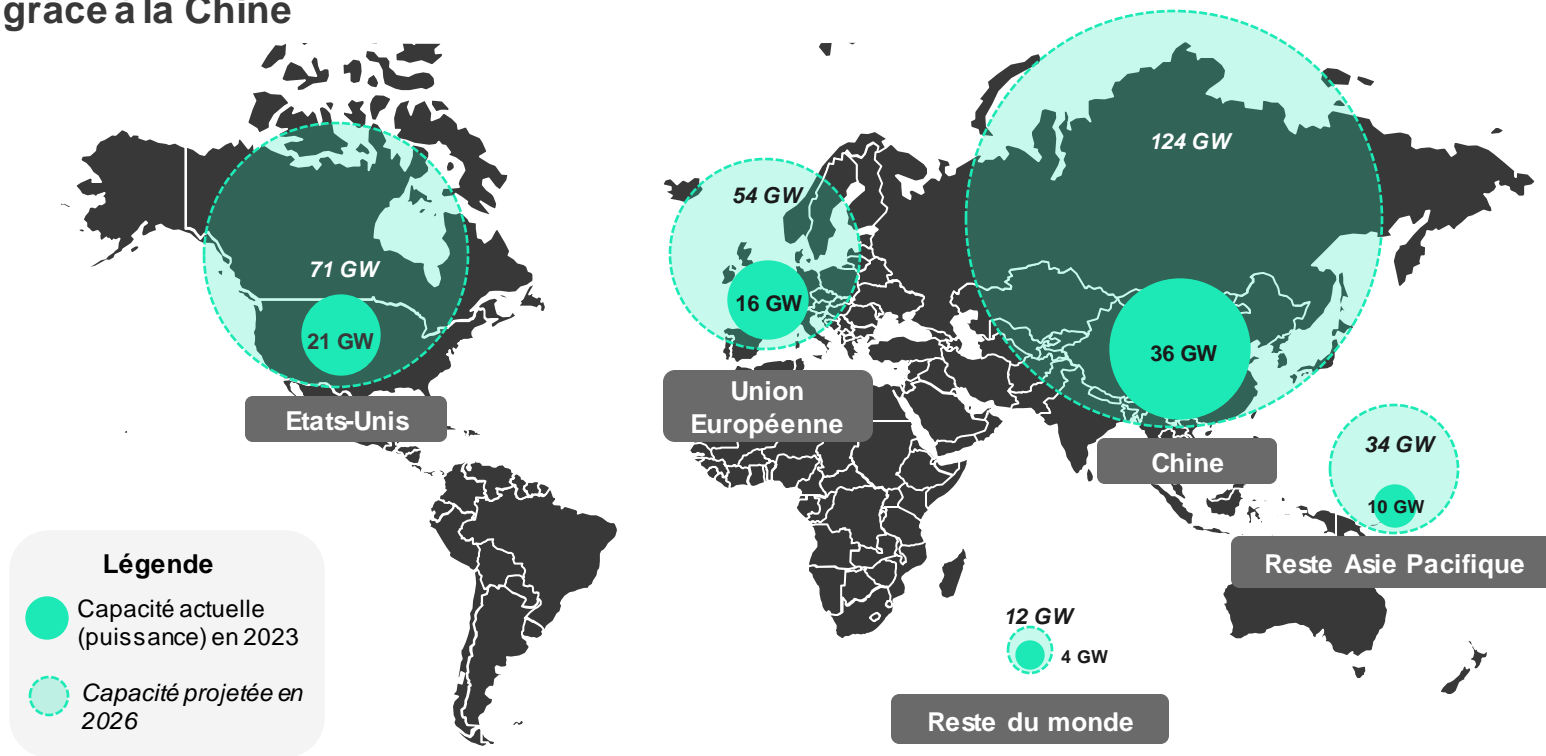 grâce à la Chine
124 GW
54 GW
71 GW
16 GW
21 GW
36 GW
Union
Européenne
Etats-Unis
Chine
34 GW
10 GW
Reste Asie Pacifique
Légende
Capacité actuelle
(puissance) en 2023
Capacité projetée en
2026
12 GW
4 GW
Reste du monde